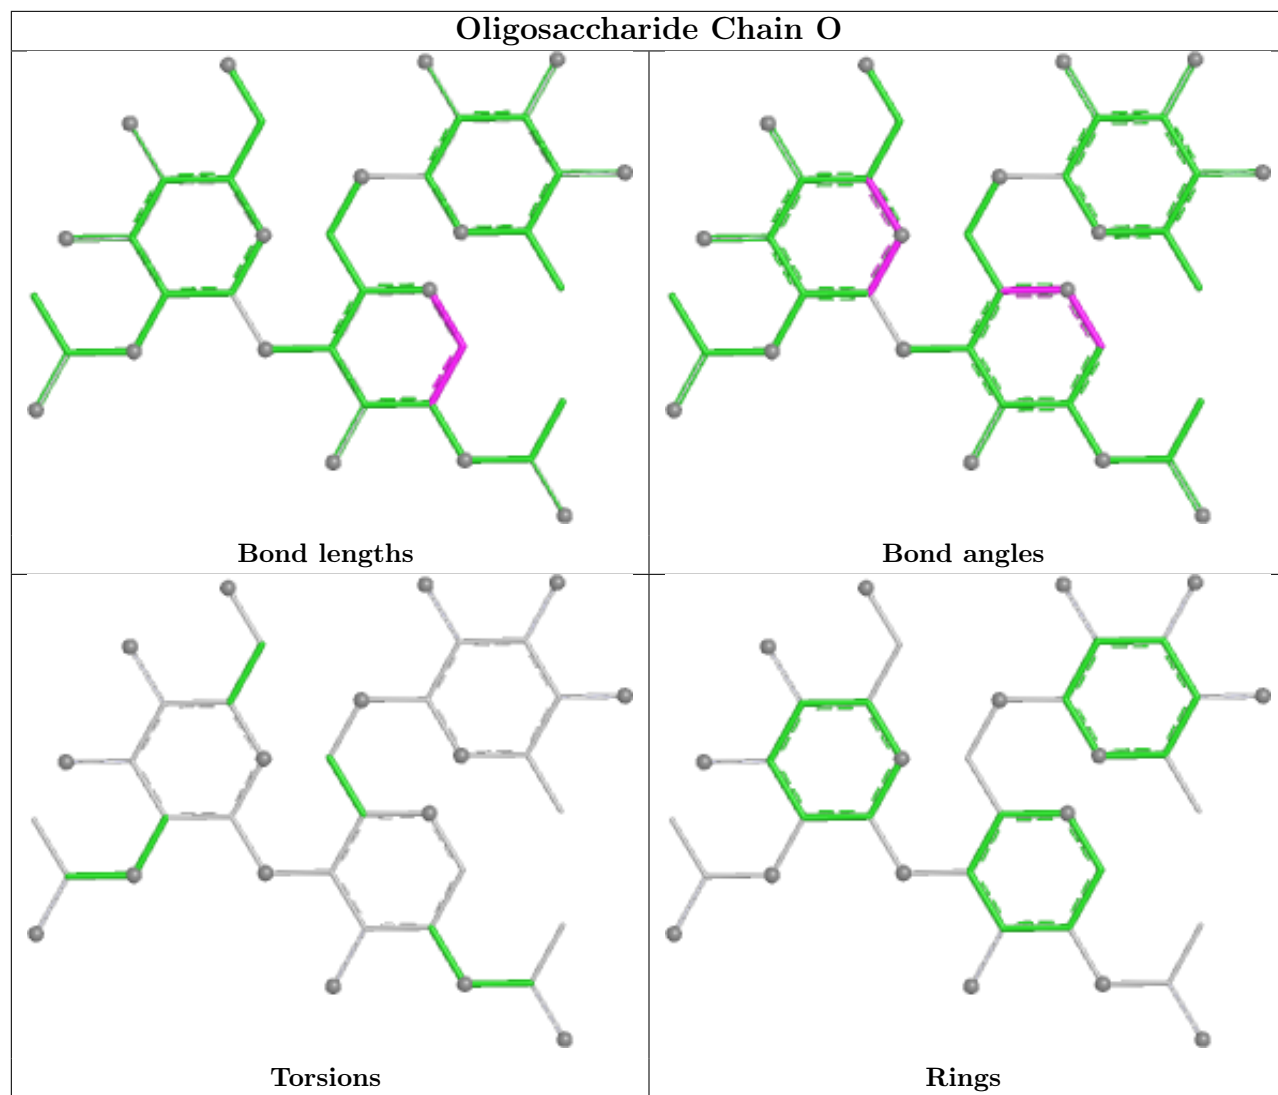 Oligosaccharide Chain O
Bond lengths
Bond angles
Torsions
Rings